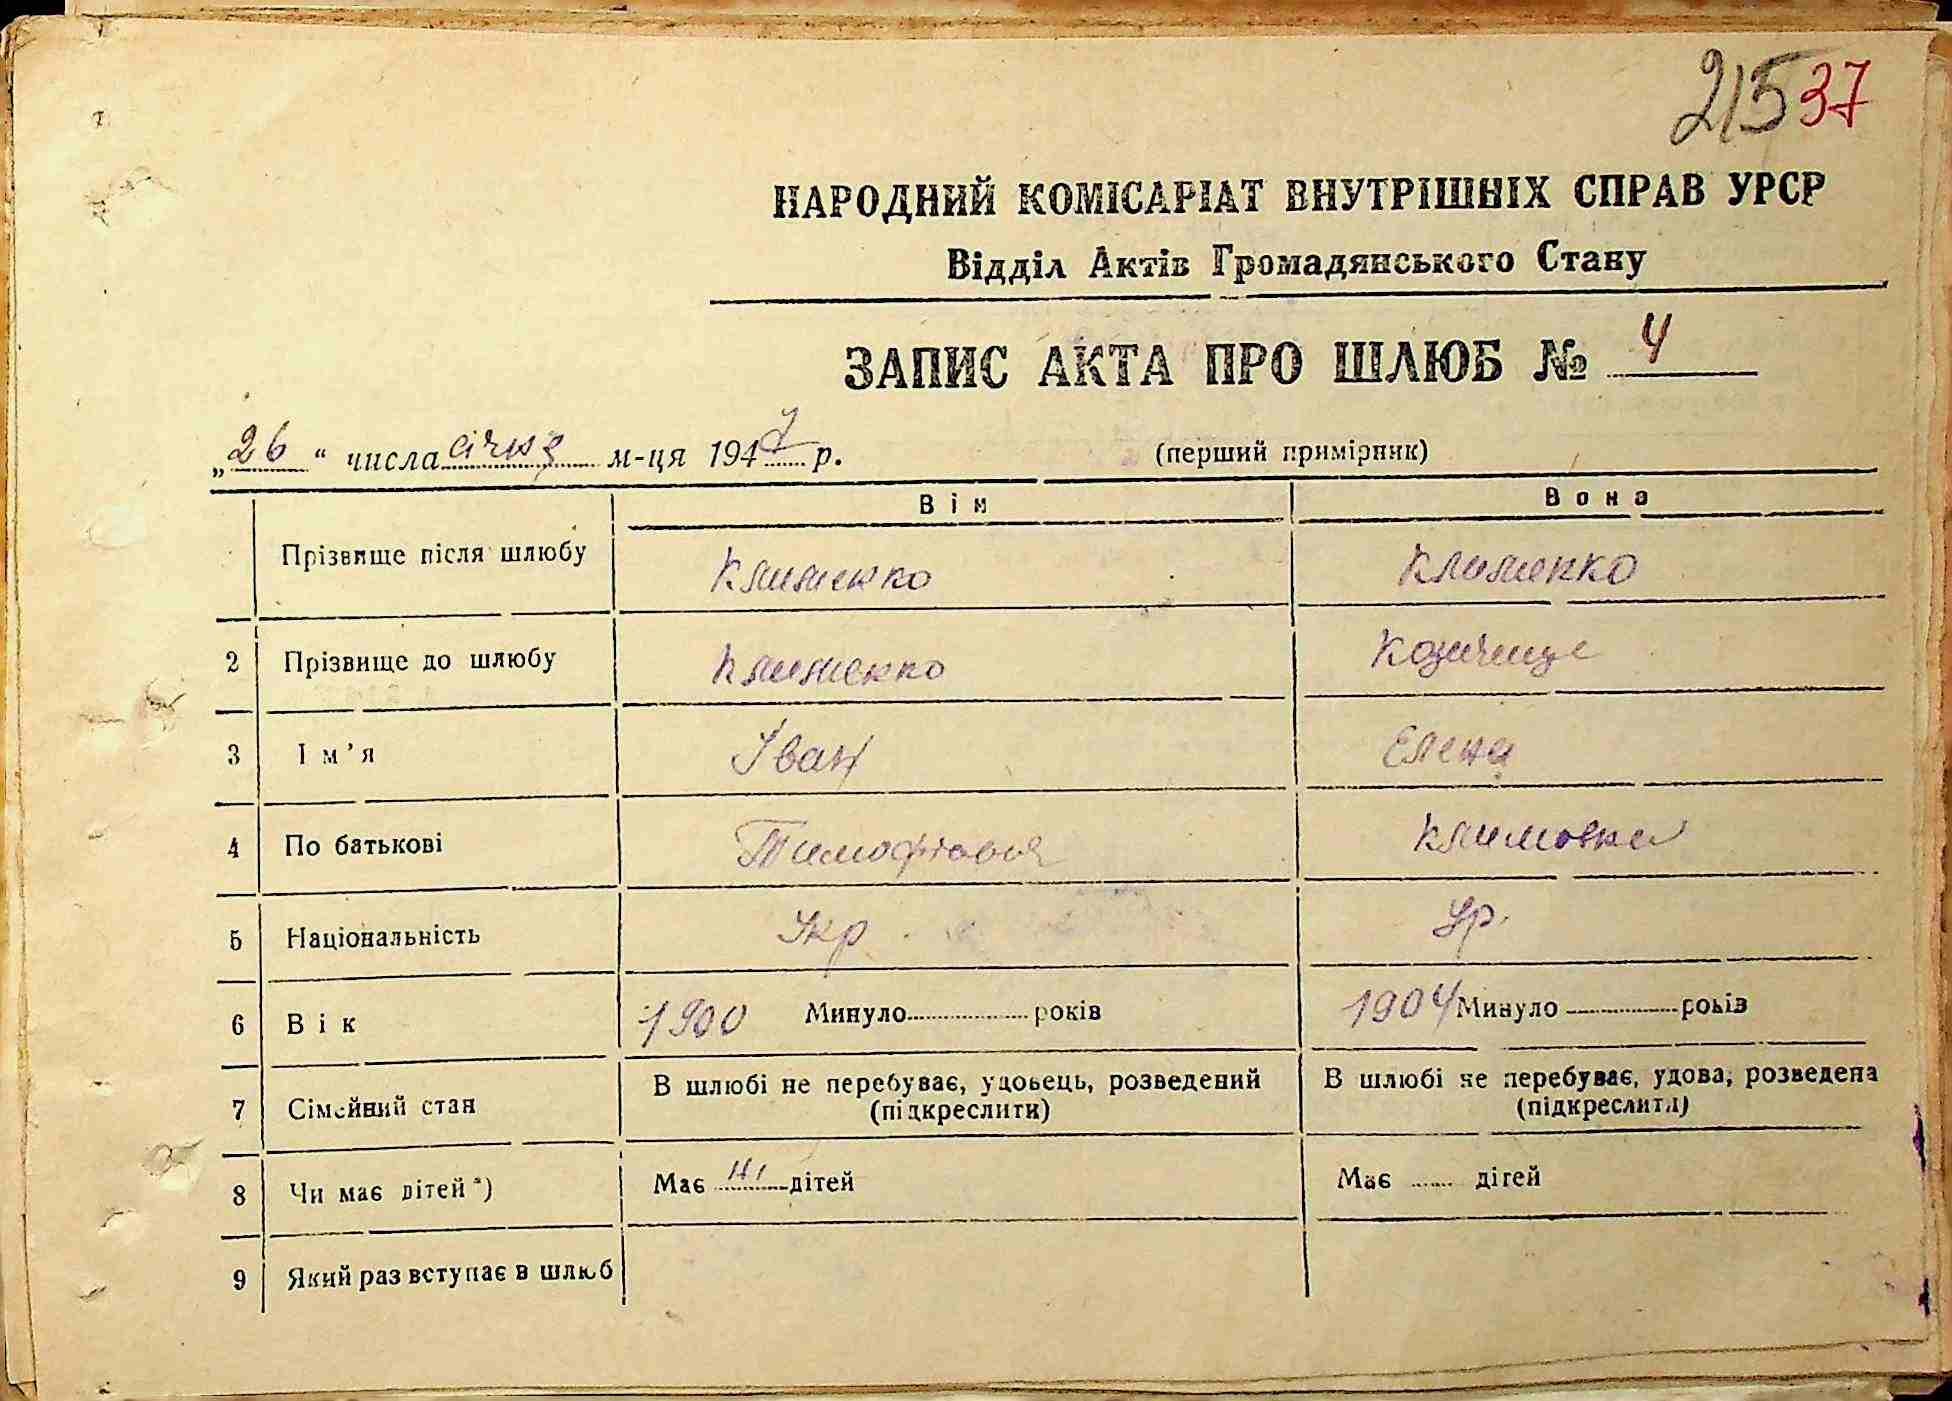 215 37
НАРОДНИЙ КОМІСАРІАТ ВНУТРІШНІХ СПРАВ УРСР
Відділ Актів Громадянського Стану
ЗАПИС АКТА ПРО ШЛЮБ № 4
„26“ числа січня м-ця 1947 р. (перший примірник)
Він Вона
Прізвище після шлюбу Клименко Клименко
2 Прізвище до шлюбу Клименко
3 Ім'я Іван Елена
4 По батькові Климовна
5 Національність Укр Ур.
6 Вік 1900 Минуло років 1904 Минуло років
7 Сімейний стан В шлюбі не перебуває, удовець, розведений (підкреслити) В шлюбі не перебуває, удова, розведена (підкреслити)
8 Чи має дітей*) Має ні дітей Має дітей
9 Який раз вступає в шлюб